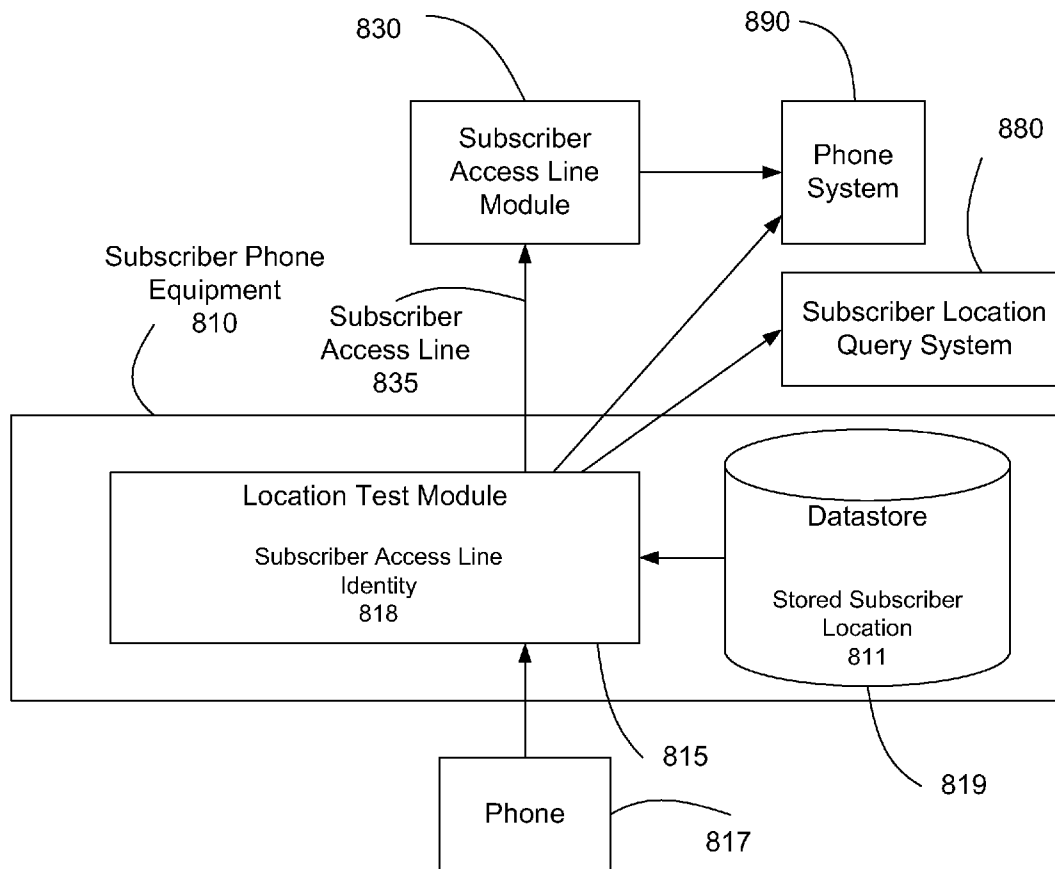 830
890
880
Subscriber
Access Line
Module
Phone
System
Subscriber Phone
Equipment
810
Subscriber
Access Line
835
Subscriber Location
Query System
Location Test Module
Subscriber Access Line
Identity
818
Datastore
Stored Subscriber
Location
811
815
819
Phone
817